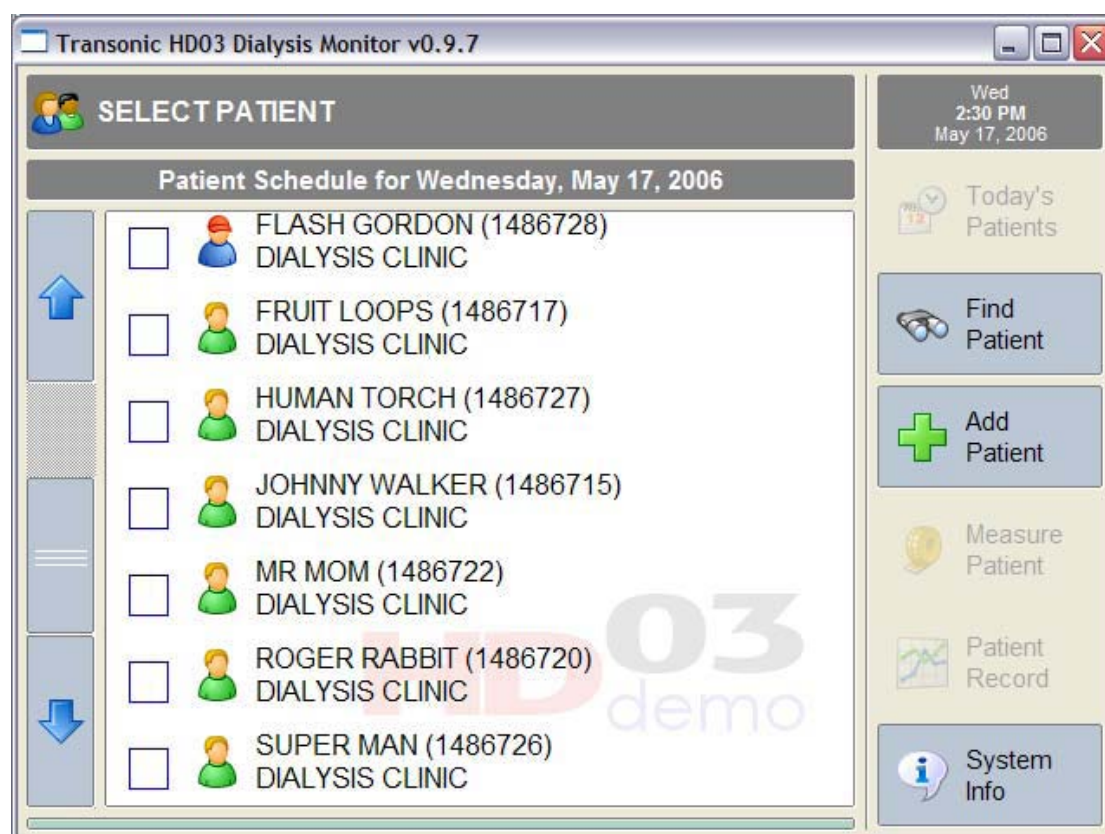 Transonic HD03 Dialysis Monitor v0.9.7
SELECT PATIENT
Wed
2:30 PM
May 17, 2006
Patient Schedule for Wednesday, May 17, 2006
FLASH GORDON (1486728)
DIALYSIS CLINIC
FRUIT LOOPS (1486717)
DIALYSIS CLINIC
HUMAN TORCH (1486727)
DIALYSIS CLINIC
JOHNNY WALKER (1486715)
DIALYSIS CLINIC
MR MOM (1486722)
DIALYSIS CLINIC
ROGER RABBIT (1486720)
DIALYSIS CLINIC
SUPER MAN (1486726)
DIALYSIS CLINIC
HD03
demo
Today's
Patients
12
Find
Patient
Add
Patient
Measure
Patient
Patient
Record
System
Info